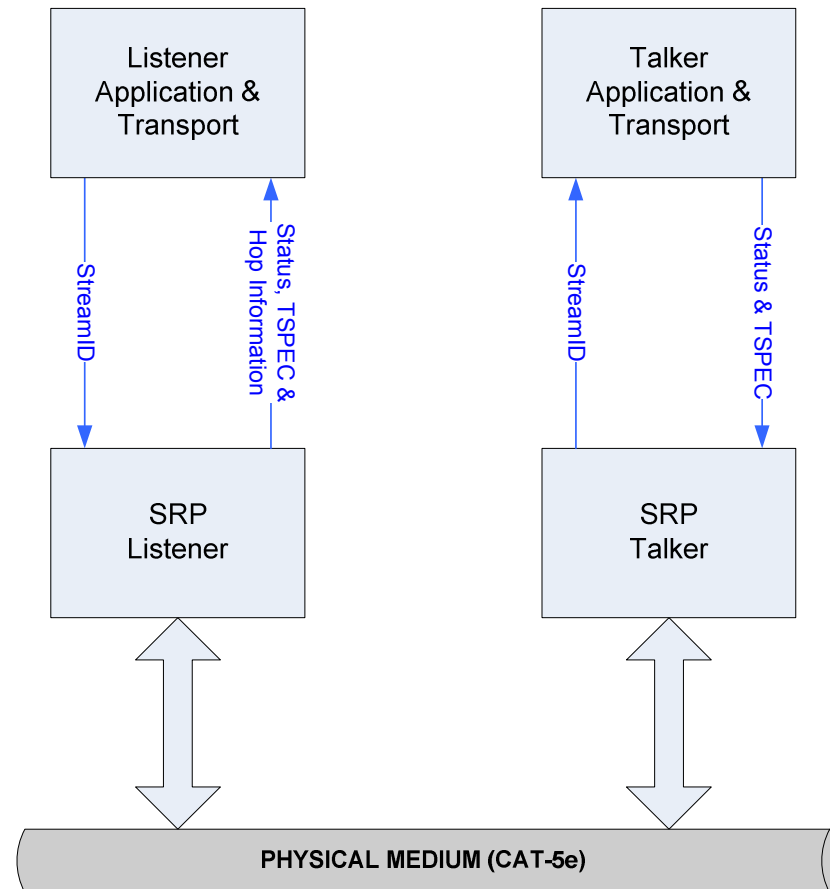 Listener
Application &
Transport
Talker
Application &
Transport
StreamID
Status, TSPEC &
Hop Information
StreamID
Status & TSPEC
SRP
Listener
SRP
Talker
PHYSICAL MEDIUM (CAT-5e)